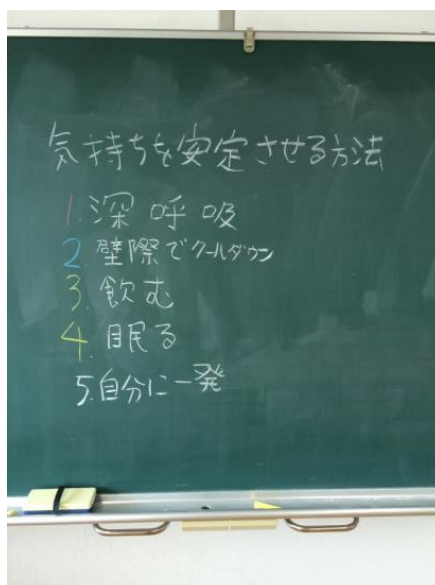 気持ちを安定させる方法
1.深呼吸
2.壁際でクールダウン
3.飲む
4.眠る
5.自分に一発